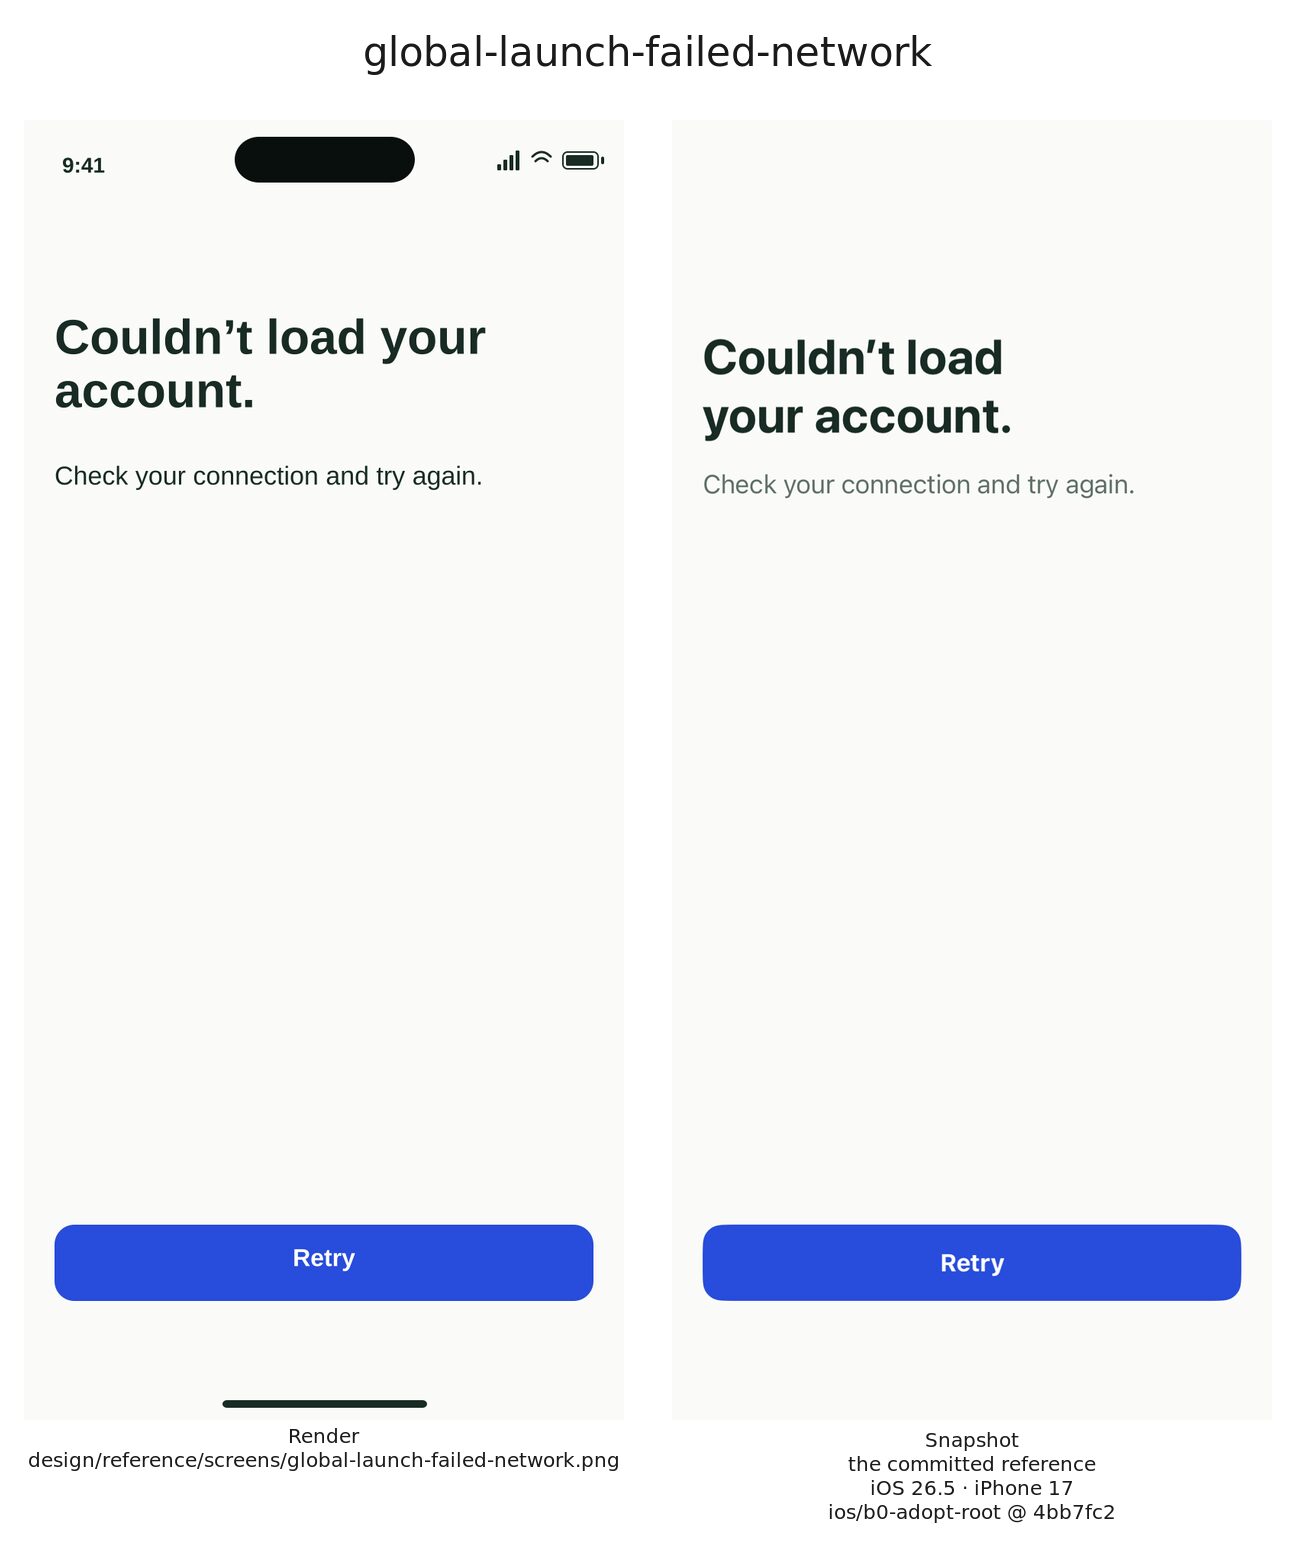 global-launch-failed-network
9:41
Couldn’t load your
account.
Check your connection and try again.
Retry
Render
design/reference/screens/global-launch-failed-network.png
Couldn’t load
your account.
Check your connection and try again.
Retry
Snapshot
the committed reference
iOS 26.5 · iPhone 17
ios/b0-adopt-root @ 4bb7fc2